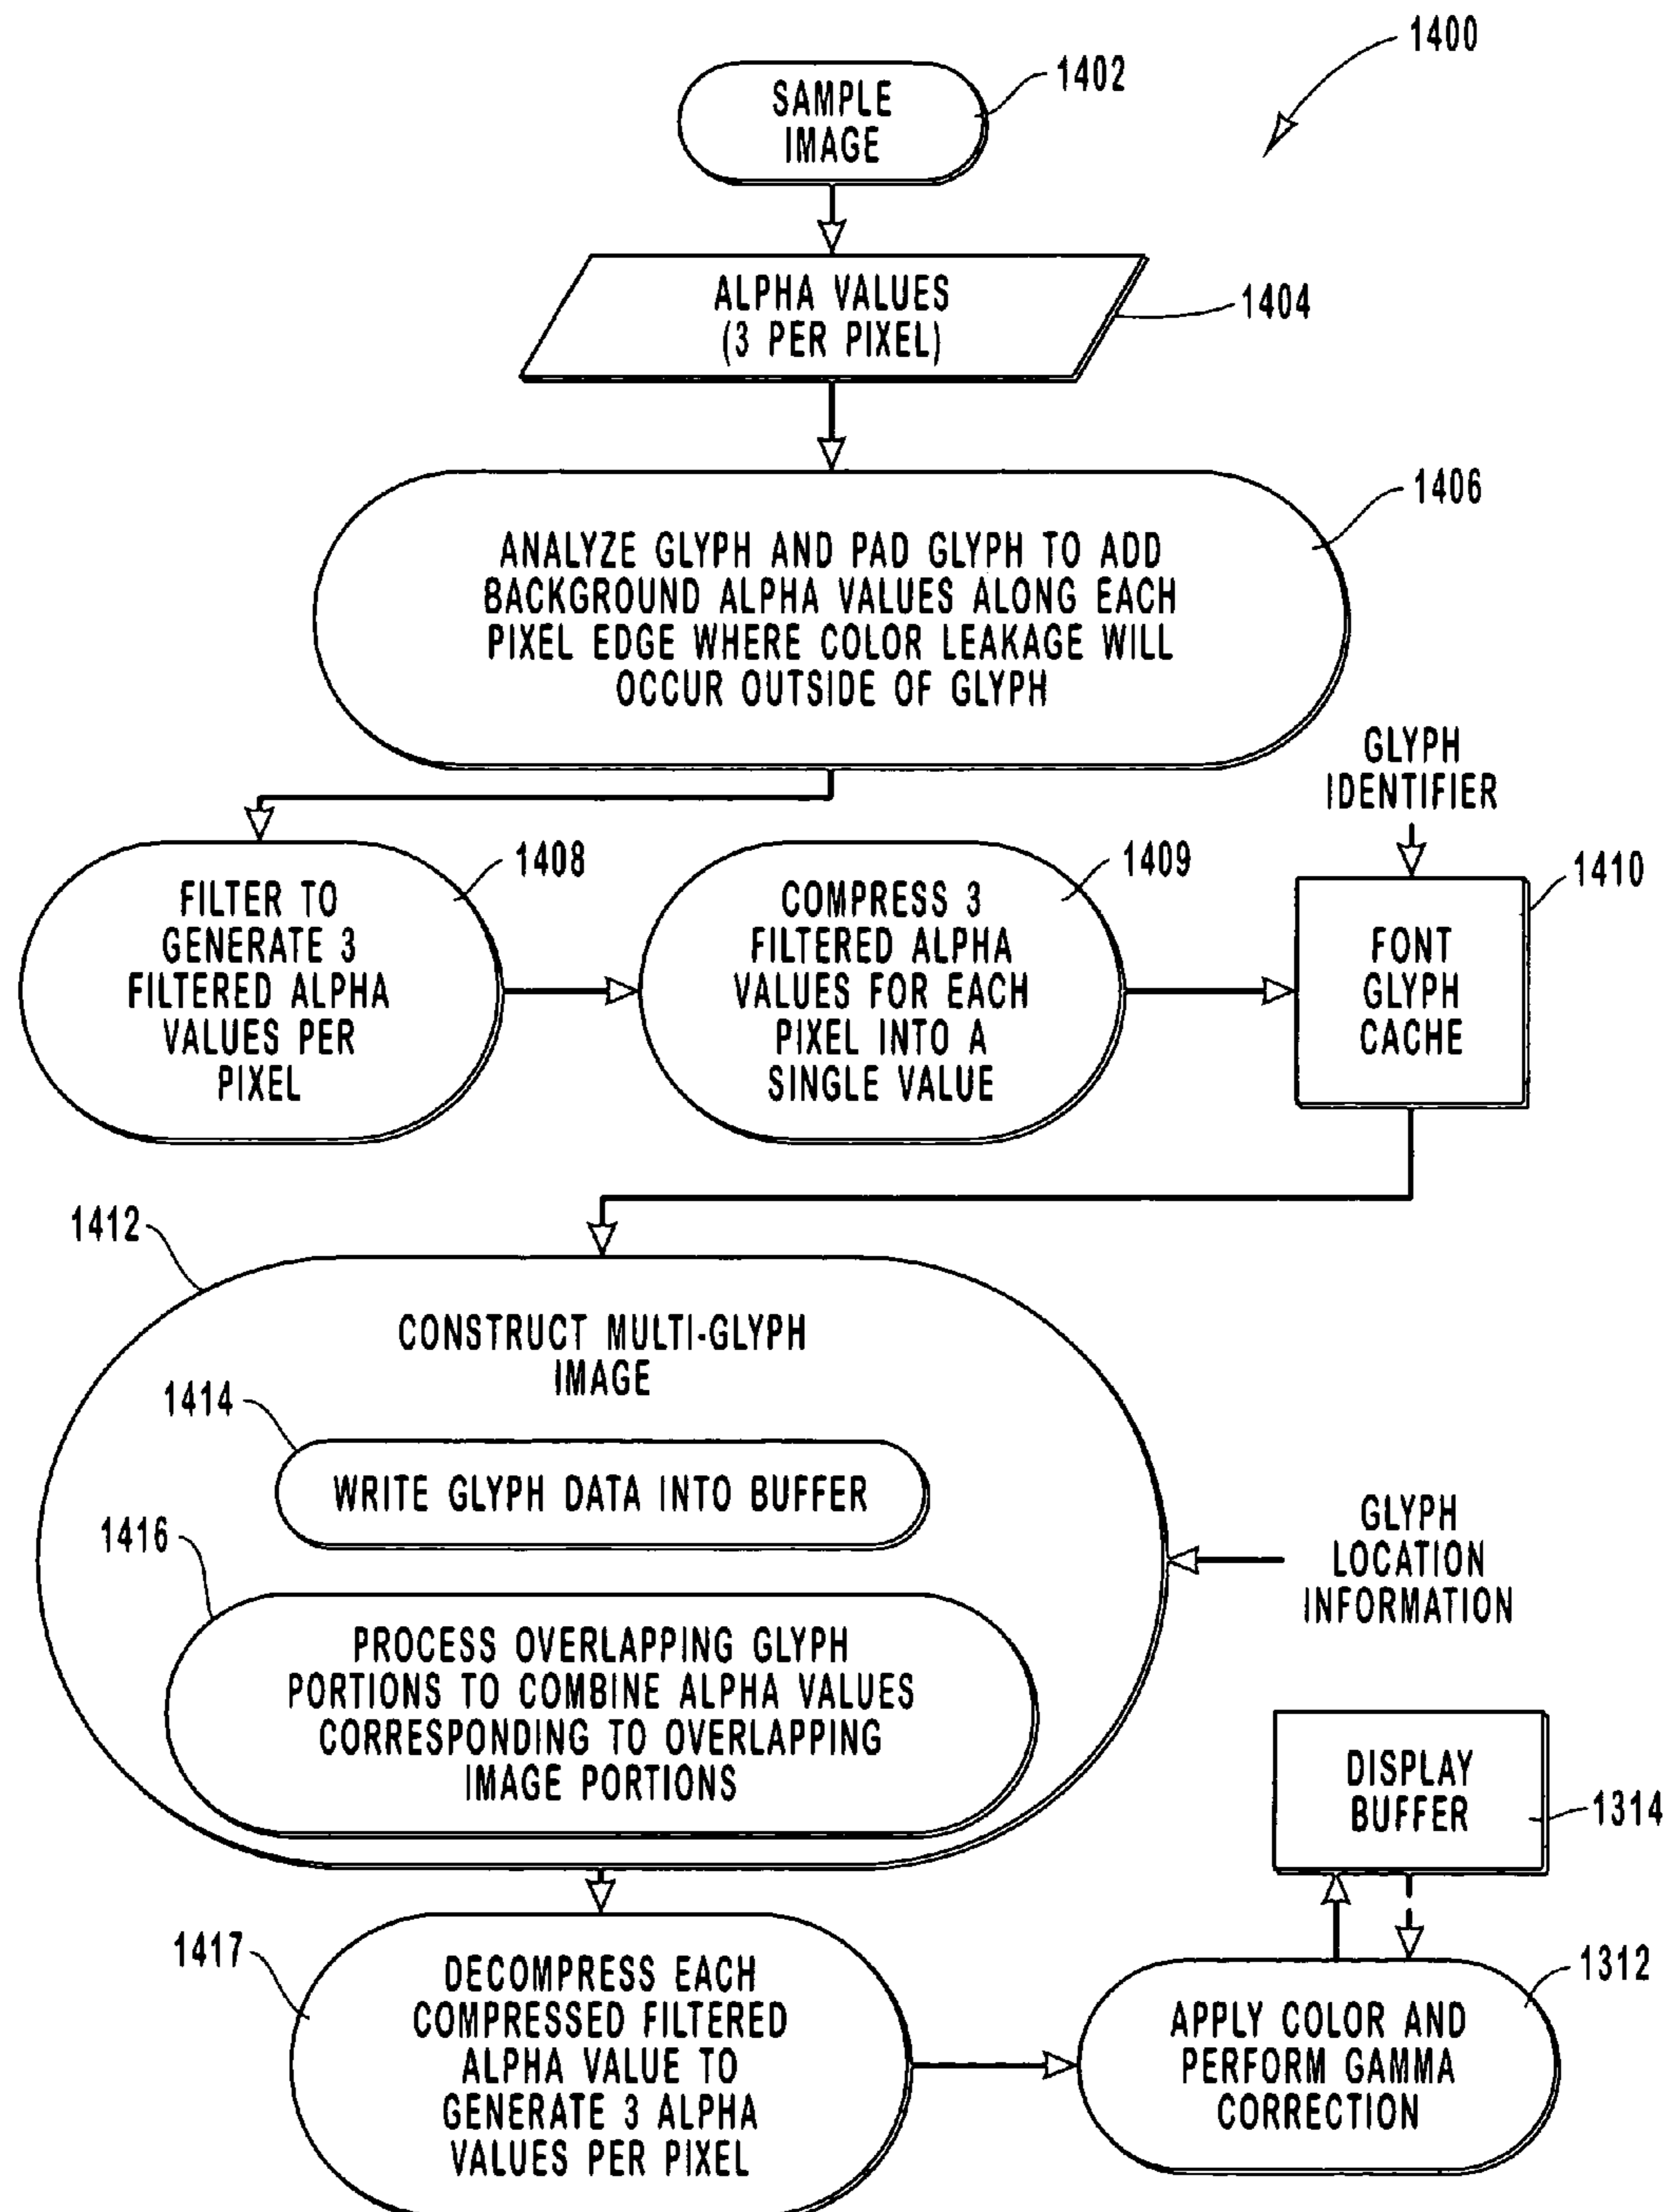 1400
1402
SAMPLE
IMAGE
ALPHA VALUES
(3 PER PIXEL)
1404
1406
ANALYZE GLYPH AND PAD GLYPH TO ADD
BACKGROUND ALPHA VALUES ALONG EACH
PIXEL EDGE WHERE COLOR LEAKAGE WILL
OCCUR OUTSIDE OF GLYPH
GLYPH
IDENTIFIER
1408
FILTER TO
GENERATE 3
FILTERED ALPHA
VALUES PER
PIXEL
1409
COMPRESS 3
FILTERED ALPHA
VALUES FOR EACH
PIXEL INTO A
SINGLE VALUE
1410
FONT
GLYPH
CACHE
1412
CONSTRUCT MULTI-GLYPH
IMAGE
1414
WRITE GLYPH DATA INTO BUFFER
1416
PROCESS OVERLAPPING GLYPH
PORTIONS TO COMBINE ALPHA VALUES
CORRESPONDING TO OVERLAPPING
IMAGE PORTIONS
GLYPH
LOCATION
INFORMATION
DISPLAY
BUFFER
1314
1417
DECOMPRESS EACH
COMPRESSED FILTERED
ALPHA VALUE TO
GENERATE 3 ALPHA
VALUES PER PIXEL
1312
APPLY COLOR AND
PERFORM GAMMA
CORRECTION